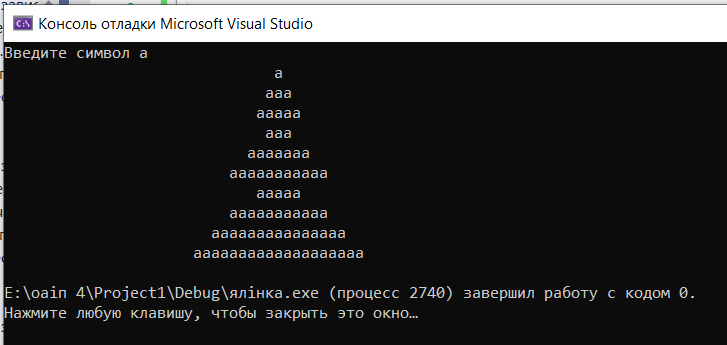 Консоль отладки Microsoft Visual Studio
Введите символ a
a
aaa
aaaaa
aaa
aaaaaaa
aaaaaaaaaaa
aaaaa
aaaaaaaaaaa
aaaaaaaaaaaaaaa
aaaaaaaaaaaaaaaaaaa
E:\oaип 4\Project1\Debug\ялінка.exe (процесс 2740) завершил работу с кодом 0.
Нажмите любую клавишу, чтобы закрыть это окно…